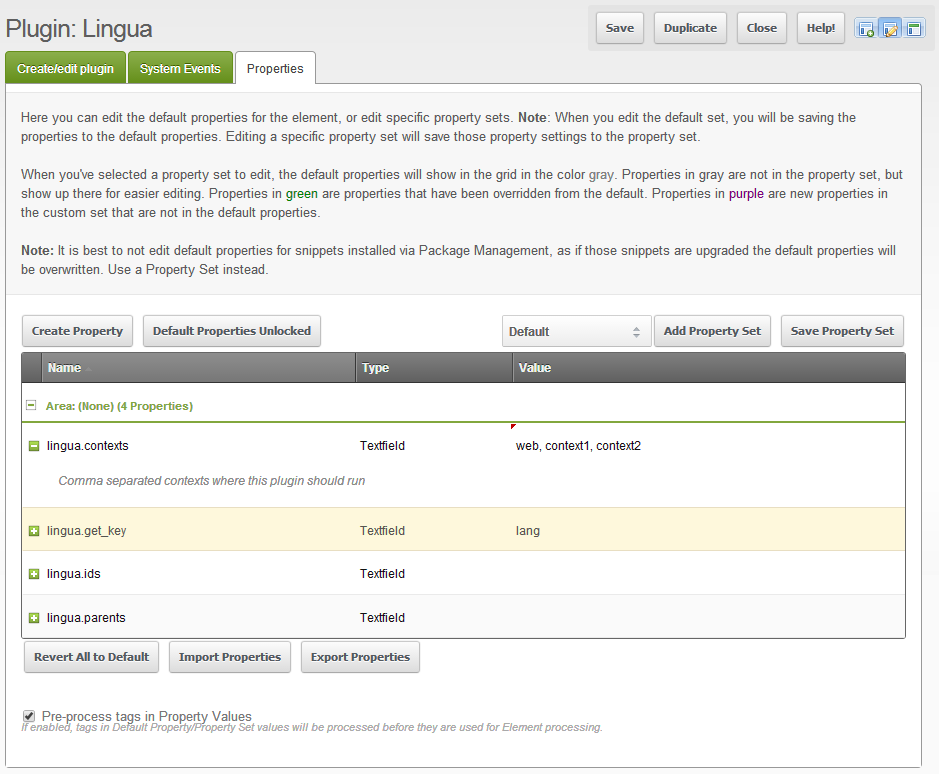 Plugin: Lingua
Save
Duplicate
Close
Help!
Create/edit plugin
System Events
Properties
Here you can edit the default properties for the element, or edit specific property sets. Note: When you edit the default set, you will be saving the
properties to the default properties. Editing a specific property set will save those property settings to the property set.
When you've selected a property set to edit, the default properties will show in the grid in the color gray. Properties in gray are not in the property set, but
show up there for easier editing. Properties in green are properties that have been overridden from the default. Properties in purple are new properties in
the custom set that are not in the default properties.
Note: It is best to not edit default properties for snippets installed via Package Management, as if those snippets are upgraded the default properties will
be overwritten. Use a Property Set instead.
Create Property
Default Properties Unlocked
Default
Add Property Set
Save Property Set
Name
Type
Value
Area: (None) (4 Properties)
lingua.contexts
Textfield
web, context1, context2
Comma separated contexts where this plugin should run
lingua.get_key
Textfield
lang
lingua.ids
Textfield
lingua.parents
Textfield
Revert All to Default
Import Properties
Export Properties
Pre-process tags in Property Values
If enabled, tags in Default Property/Property Set values will be processed before they are used for Element processing.